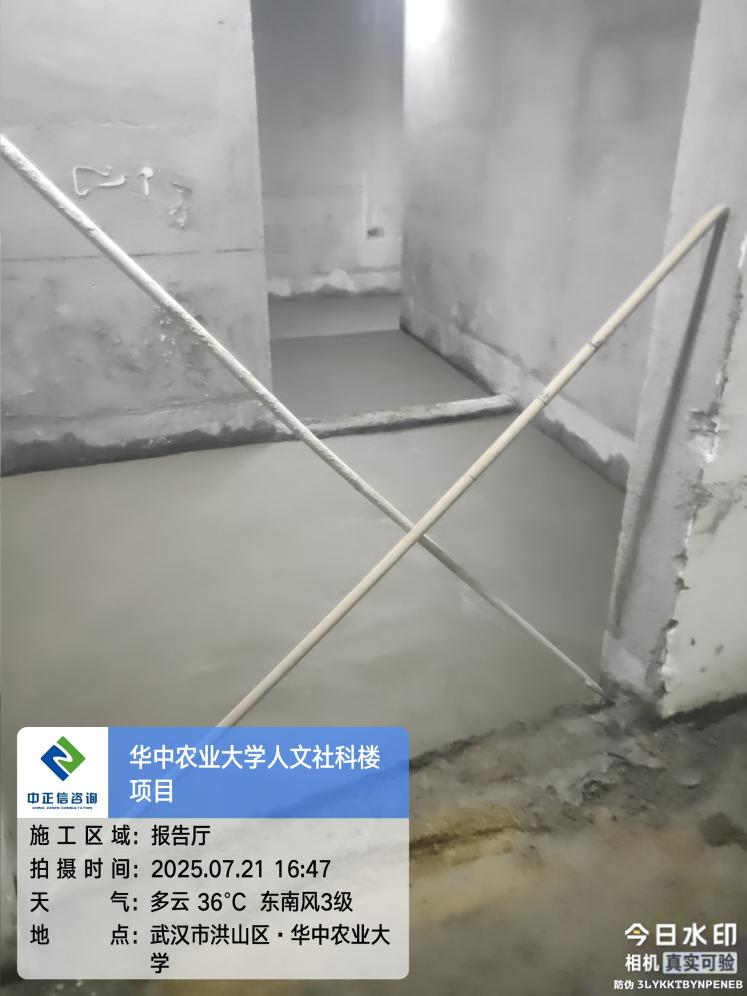 华中农业大学人文社科楼
项目
中正信咨询
CHINA ZENXIN CONSULTATION
施工区域：报告厅
拍摄时间：2025.07.21 16:47
天气：多云 36°C 东南风3级
地点：武汉市洪山区·华中农业大
学
今日水印
相机 真实可验
防伪 3LYKKTBYNPENEB